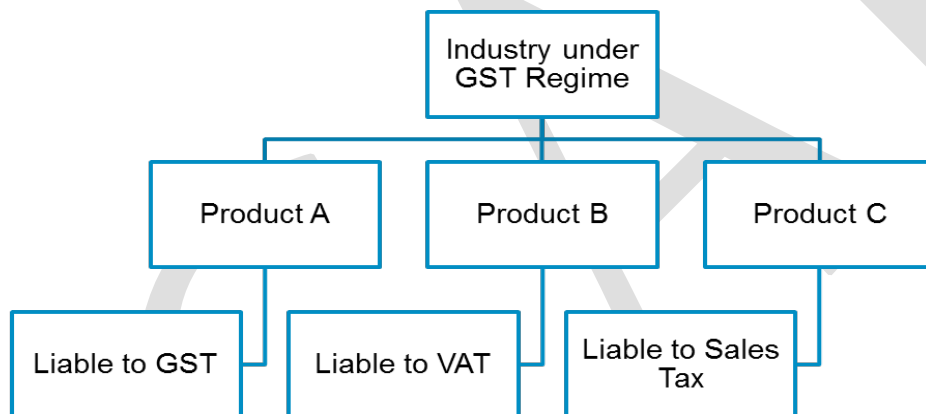 Industry under
GST Regime
Product A
Product B
Product C
Liable to GST
Liable to VAT
Liable to Sales
Tax